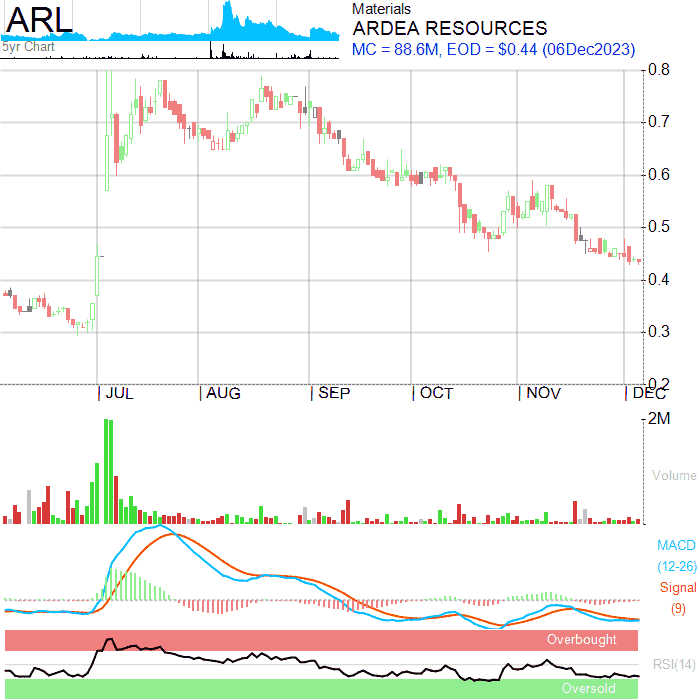 ARL
5yr Chart
Materials
ARDEA RESOURCES
MC = 88.6M, EOD = $0.44 (06Dec2023)
0.8
0.7
0.6
0.5
0.4
0.3
0.2
JUL AUG SEP OCT NOV DEC
2M
Volume
MACD
(12-26)
Signal
(9)
Overbought
RSI(14)
Oversold